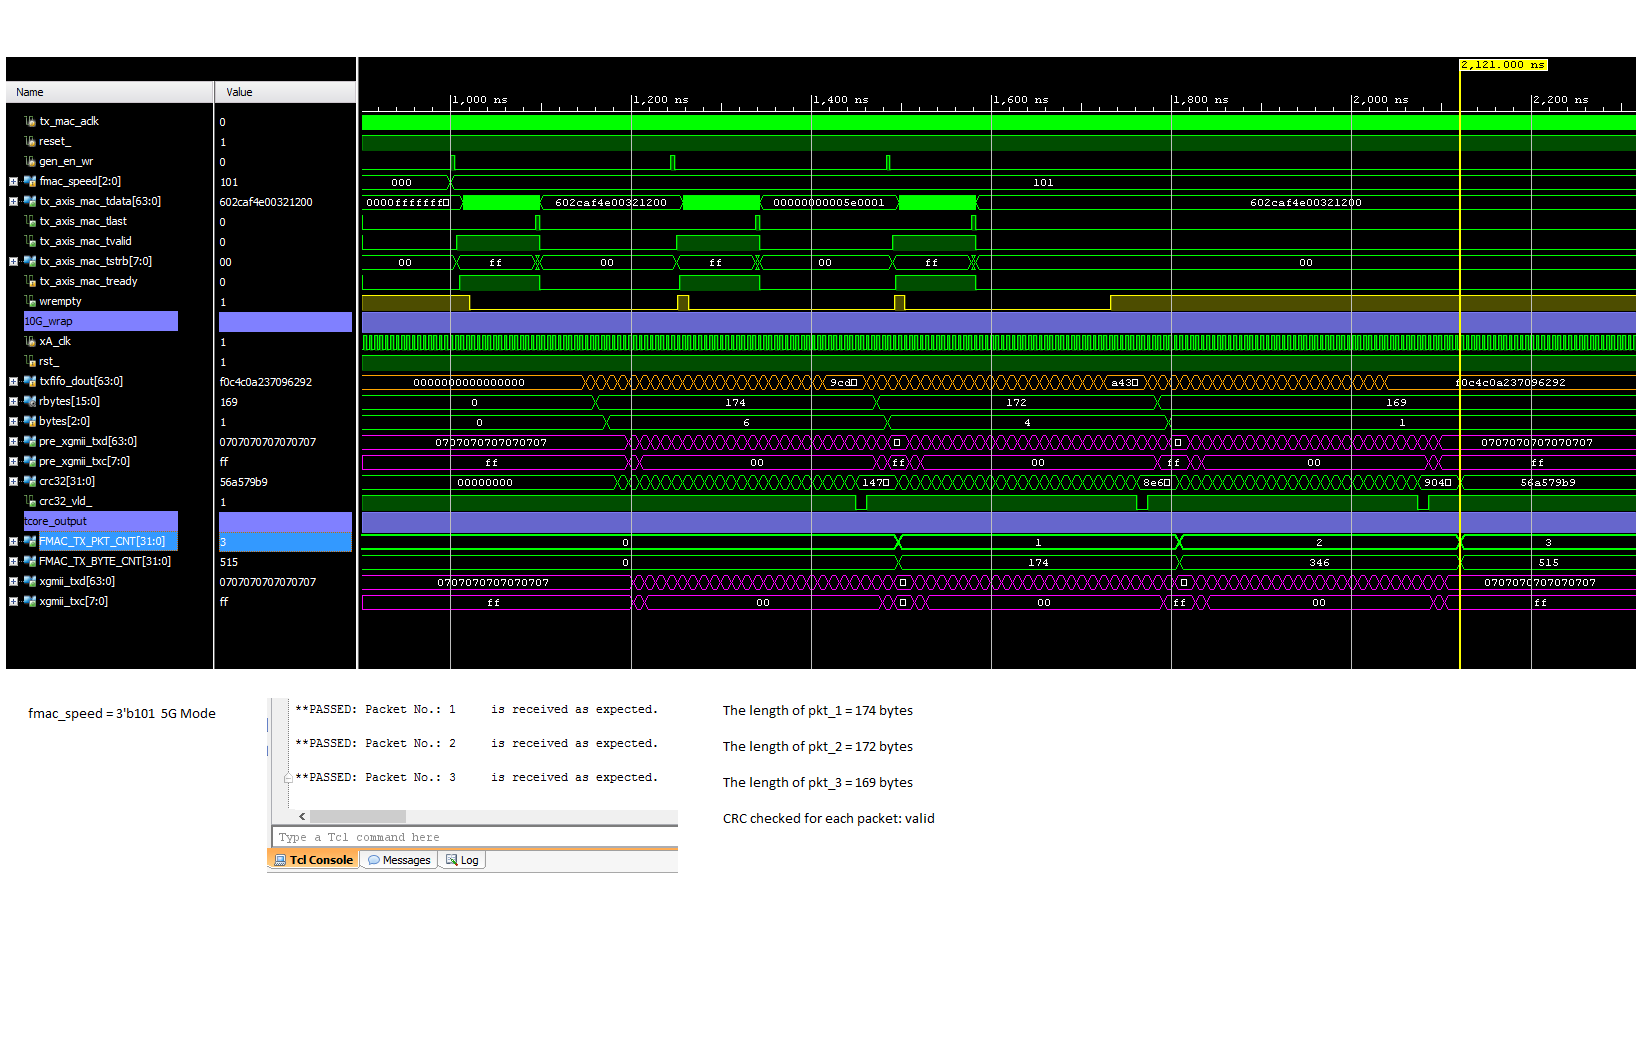 2,121.000 ns
Name Value
1,000 ns 1,200 ns 1,400 ns 1,600 ns 1,800 ns 2,000 ns 2,200 ns
tx_mac_aclk 0
reset_ 1
gen_en_wr 0
fmac_speed[2:0] 101 000 101
tx_axis_mac_tdata[63:0] 602caf4e00321200 0000fffffff 602caf4e00321200 00000000005e0001 602caf4e00321200
tx_axis_mac_tlast 0
tx_axis_mac_tvalid 0
tx_axis_mac_tstrb[7:0] 00 00 ff 00 ff 00 ff 00
tx_axis_mac_tready 0
wrempty 1
10G_wrap
xA_clk 1
rst_ 1
txfifo_dout[63:0] f0c4c0a237096292 0000000000000000 9cd a43 f0c4c0a237096292
rbytes[15:0] 169 0 174 172 169
bytes[2:0] 1 0 6 4 1
pre_xgmii_txd[63:0] 0707070707070707 0707070707070707 0707070707070707
pre_xgmii_txc[7:0] ff ff 00 ff 00 ff 00 ff
crc32[31:0] 56a579b9 00000000 147 8e6 904 56a579b9
crc32_vld_ 1
tcore_output
FMAC_TX_PKT_CNT[31:0] 3 0 1 2 3
FMAC_TX_BYTE_CNT[31:0] 515 0 174 346 515
xgmii_txd[63:0] 0707070707070707 0707070707070707 0707070707070707
xgmii_txc[7:0] ff ff 00 00 ff 00 ff
fmac_speed = 3'b101 5G Mode
**PASSED: Packet No.: 1 is received as expected.
**PASSED: Packet No.: 2 is received as expected.
**PASSED: Packet No.: 3 is received as expected.
Type a Tcl command here
Tcl Console Messages Log
The length of pkt_1 = 174 bytes
The length of pkt_2 = 172 bytes
The length of pkt_3 = 169 bytes
CRC checked for each packet: valid